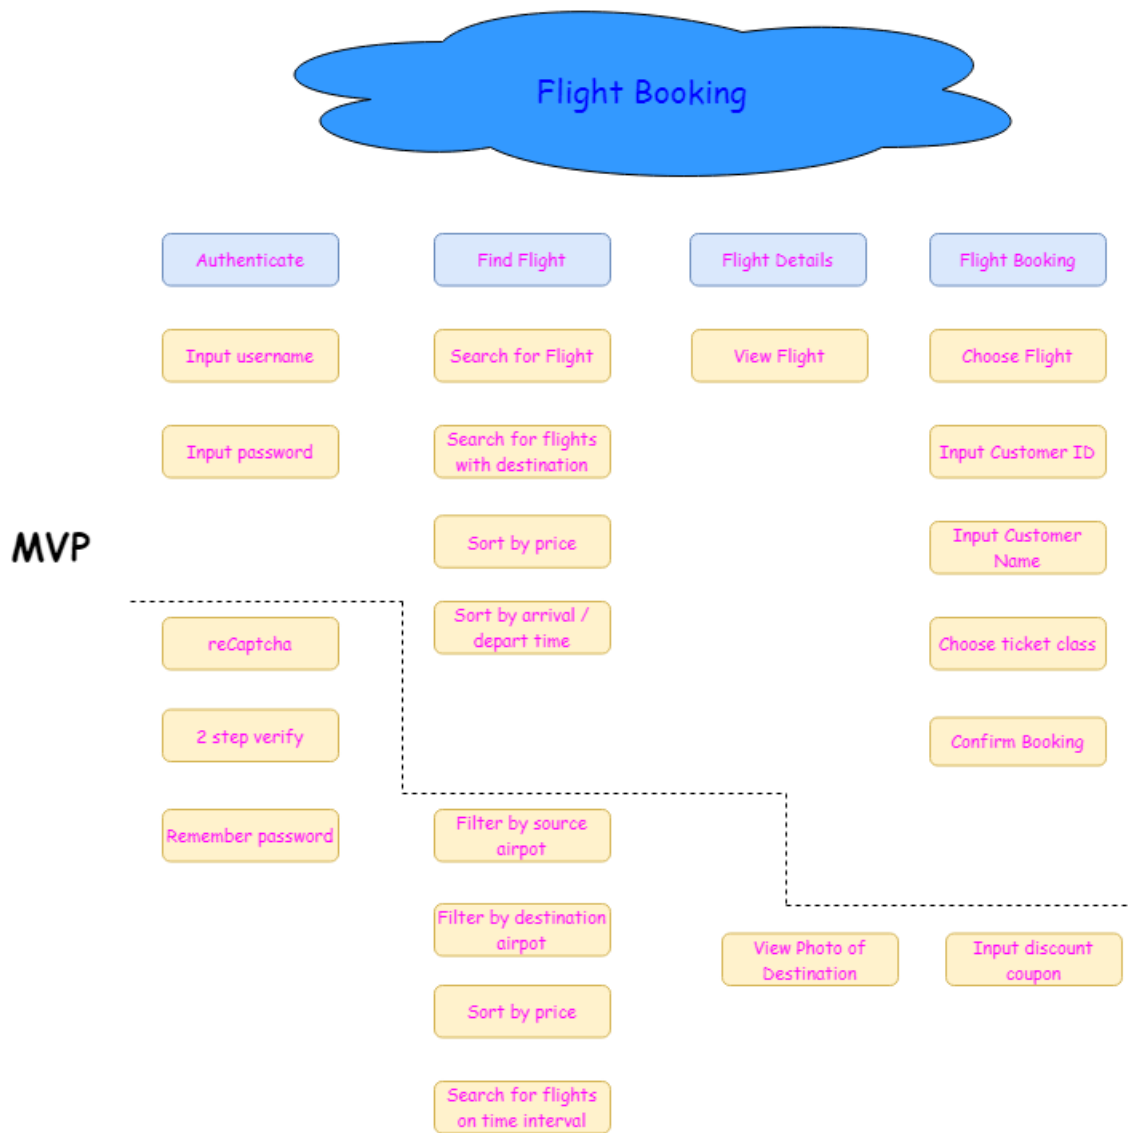 Flight Booking
Authenticate
Find Flight
Flight Details
Flight Booking
Input username
Search for Flight
View Flight
Choose Flight
Input password
Search for flights
with destination
Input Customer ID
MVP
Sort by price
Input Customer
Name
reCaptcha
Sort by arrival /
depart time
Choose ticket class
2 step verify
Confirm Booking
Remember password
Filter by source
airpot
Filter by destination
airpot
View Photo of
Destination
Input discount
coupon
Sort by price
Search for flights
on time interval